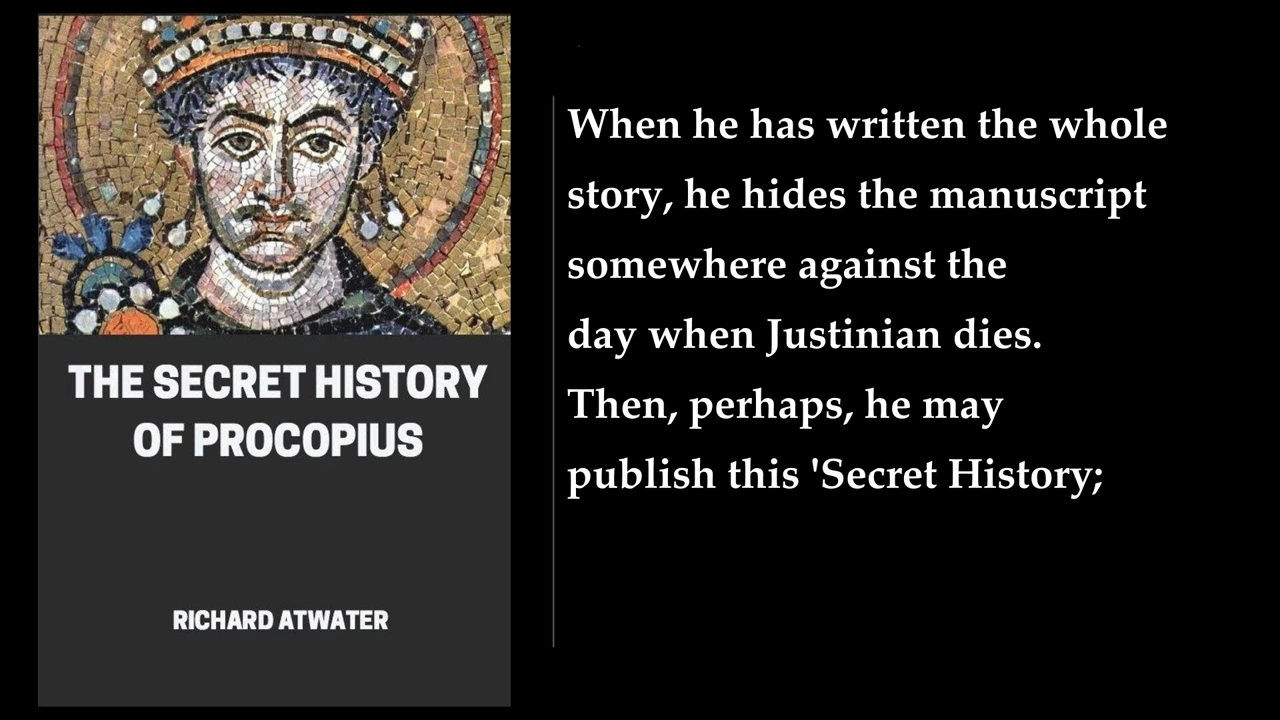 THE SECRET HISTORY
OF PROCOPIUS
RICHARD ATWATER
When he has written the whole
story, he hides the manuscript
somewhere against the
day when Justinian dies.
Then, perhaps, he may
publish this 'Secret History;